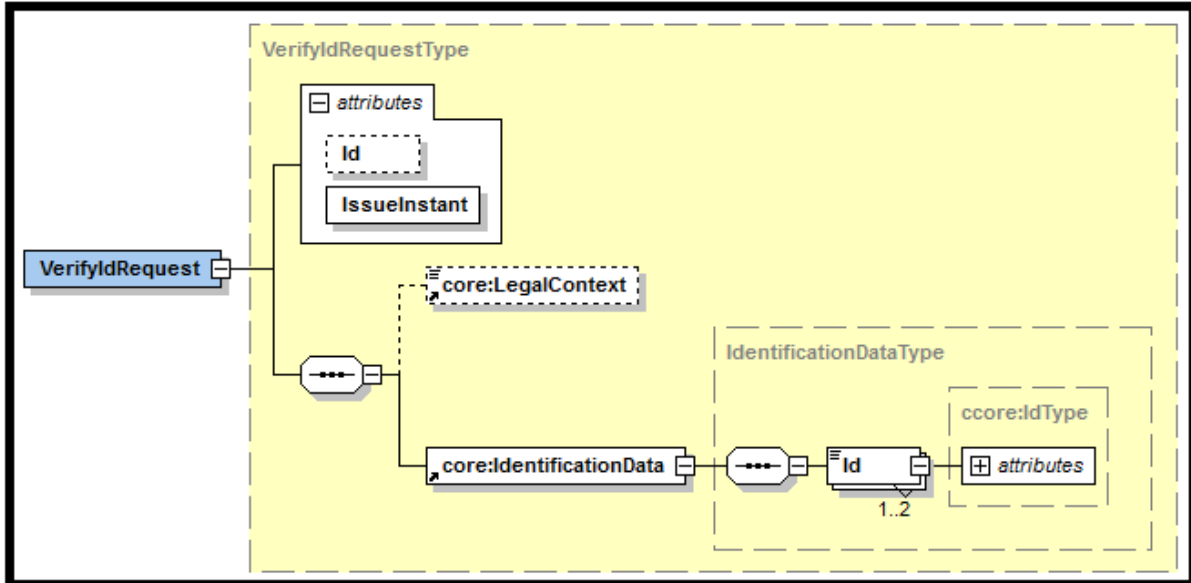 VerifyIdRequestType
attributes
Id
IssueInstant
VerifyIdRequest
core:LegalContext
IdentificationDataType
ccore:IdType
core:IdentificationData
Id
attributes
1..2